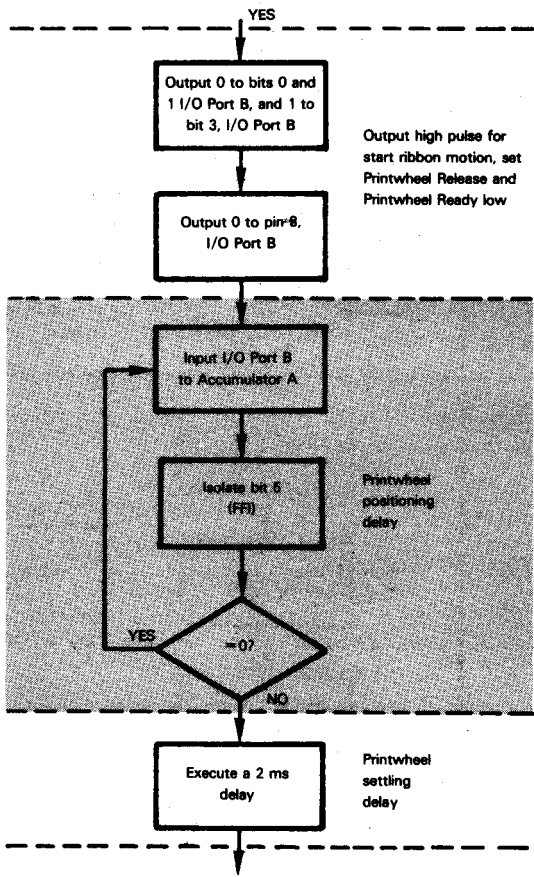 YES
Output 0 to bits 0 and
1 I/O Port B, and 1 to
bit 3, I/O Port B
Output high pulse for
start ribbon motion, set
Printwheel Release and
Printwheel Ready low
Output 0 to pin 3,
I/O Port B
Input I/O Port B
to Accumulator A
Isolate bit 5
(FFI)
Printwheel
positioning
delay
YES
= 0?
NO
Execute a 2 ms
delay
Printwheel
settling
delay